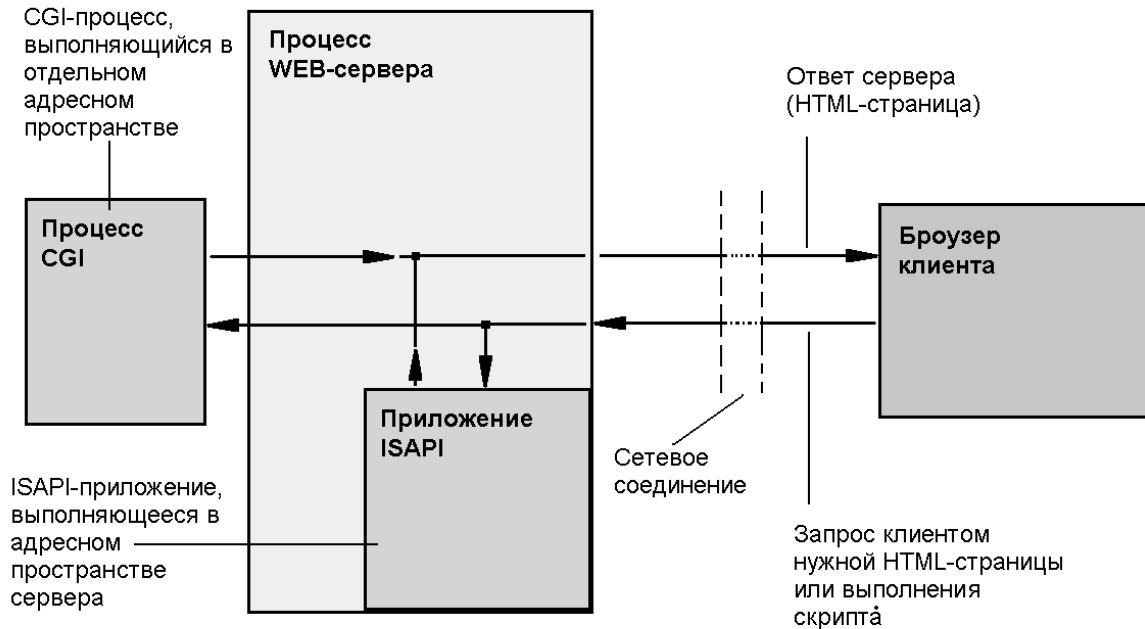 CGI-процесс,
выполняющийся в
отдельном
адресном
пространстве
Процесс
WEB-сервера
Ответ сервера
(HTML-страница)
Процесс
CGI
Броузер
клиента
Приложение
ISAPI
Сетевое
соединение
ISAPI-приложение,
выполняющееся в
адресном
пространстве
сервера
Запрос клиентом
нужной HTML-страницы
или выполнения
скрипта